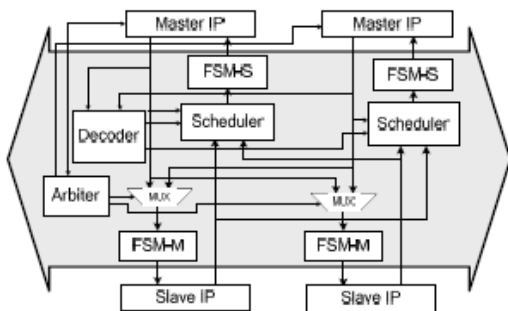 Master IP
Master IP
FSM-S
FSM-S
Decoder
Scheduler
Scheduler
Arbiter
MUX
MUX
FSM-M
FSM-M
Slave IP
Slave IP